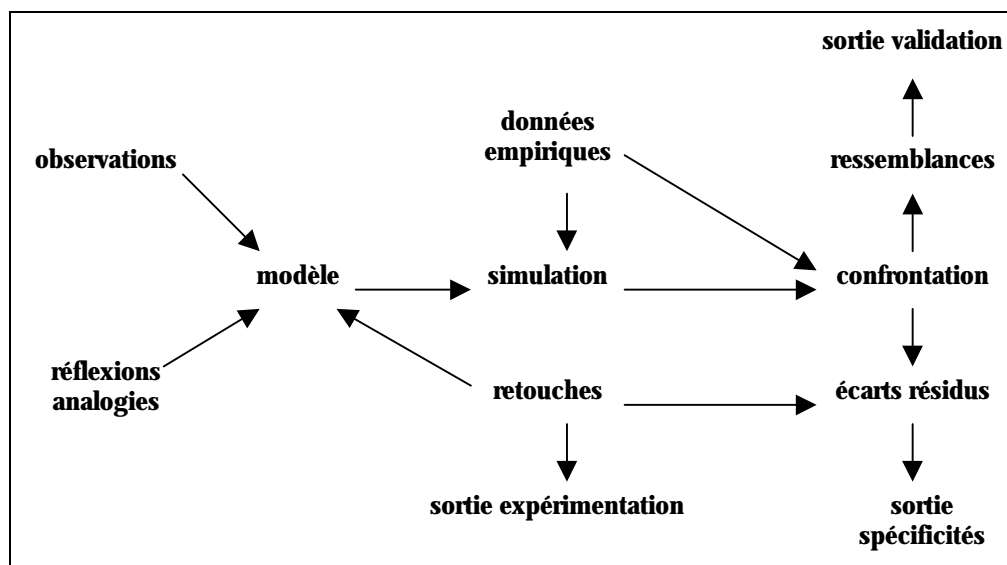 sortie validation
données
empiriques
observations
ressemblances
modèle
simulation
confrontation
réflexions
analogies
retouches
écarts résidus
sortie expérimentation
sortie
spécificités